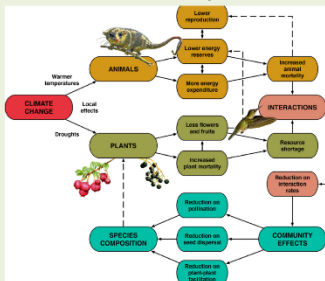 Lower
reproduction
Lower energy
reserves
ANIMALS
Warmer
temperatures
More energy
expenditure
Increased
animal
mortality
CLIMATE
CHANGE
Local
effects
INTERACTIONS
Droughts
Less flowers
and fruits
PLANTS
Resource
shortage
Increased
plant mortality
Reduction on
interaction
rates
Reduction on
pollination
SPECIES
COMPOSITION
Reduction on
seed dispersal
COMMUNITY
EFFECTS
Reduction on
plant-plant
facilitation